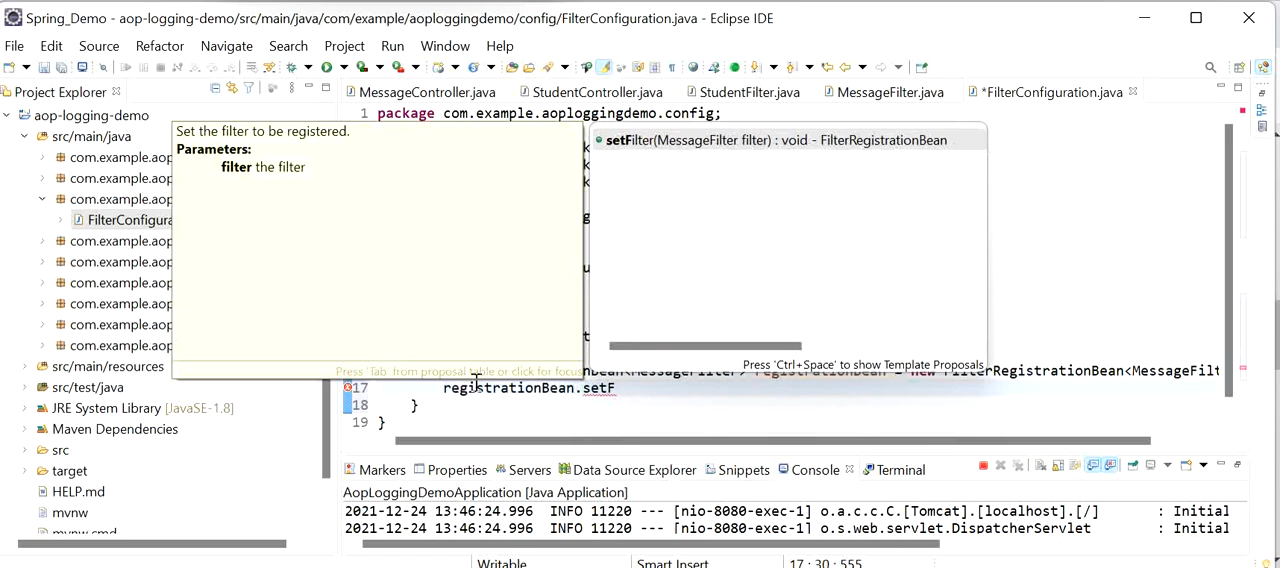 Spring_Demo - aop-logging-demo/src/main/java/com/example/aoploggingdemo/config/FilterConfiguration.java - Eclipse IDE
File Edit Source Refactor Navigate Search Project Run Window Help
Project Explorer
MessageController.java StudentController.java StudentFilter.java MessageFilter.java *FilterConfiguration.java
aop-logging-demo
src/main/java
com.example.aop
com.example.aop
com.example.aop
FilterConfigura
com.example.aop
com.example.aop
com.example.aop
com.example.aop
com.example.aop
com.example.aop
src/main/resources
src/test/java
JRE System Library [JavaSE-1.8]
Maven Dependencies
src
target
HELP.md
mvnw
mvnw.cmd
1 package com.example.aoploggingdemo.config;
Set the filter to be registered.
Parameters:
filter the filter
Press 'Tab' from proposal table or click for focus
setFilter(MessageFilter filter) : void - FilterRegistrationBean
Press 'Ctrl+Space' to show Template Proposals
registrationBean = new FilterRegistrationBean<MessageFilt
17 registrationBean.setF
18 }
19 }
Markers Properties Servers Data Source Explorer Snippets Console Terminal
AopLoggingDemoApplication [Java Application]
2021-12-24 13:46:24.996 INFO 11220 --- [nio-8080-exec-1] o.a.c.c.C.[Tomcat].[localhost].[/] : Initial
2021-12-24 13:46:24.996 INFO 11220 --- [nio-8080-exec-1] o.s.web.servlet.DispatcherServlet : Initial
Writable Smart Insert 17 : 30 : 555